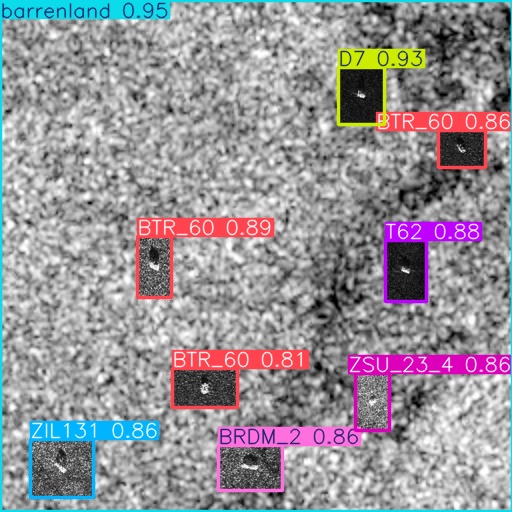 barrenland 0.95
D7 0.93
BTR_60 0.86
BTR_60 0.89
T62 0.88
BTR_60 0.81
ZSU_23_4 0.86
ZIL131 0.86
BRDM_2 0.86